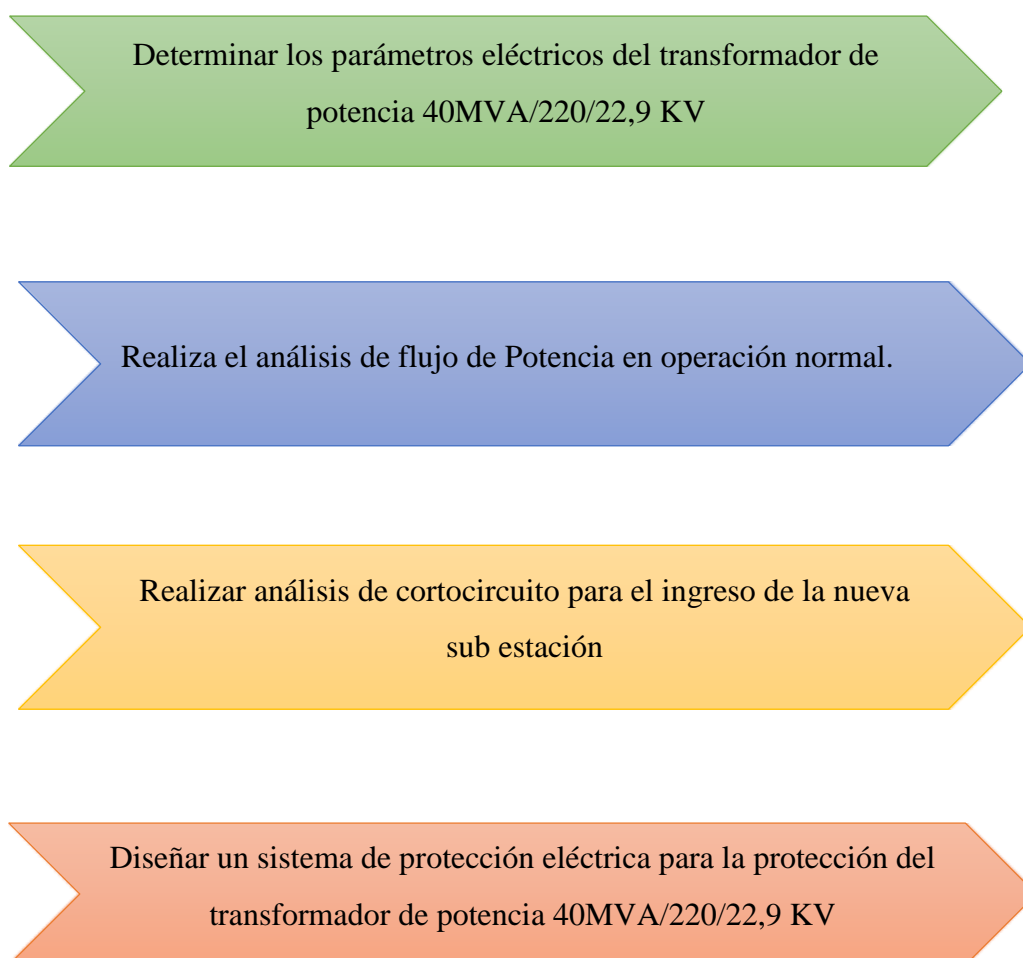 Determinar los parámetros eléctricos del transformador de
potencia 40MVA/220/22,9 KV
Realiza el análisis de flujo de Potencia en operación normal.
Realizar análisis de cortocircuito para el ingreso de la nueva
sub estación
Diseñar un sistema de protección eléctrica para la protección del
transformador de potencia 40MVA/220/22,9 KV